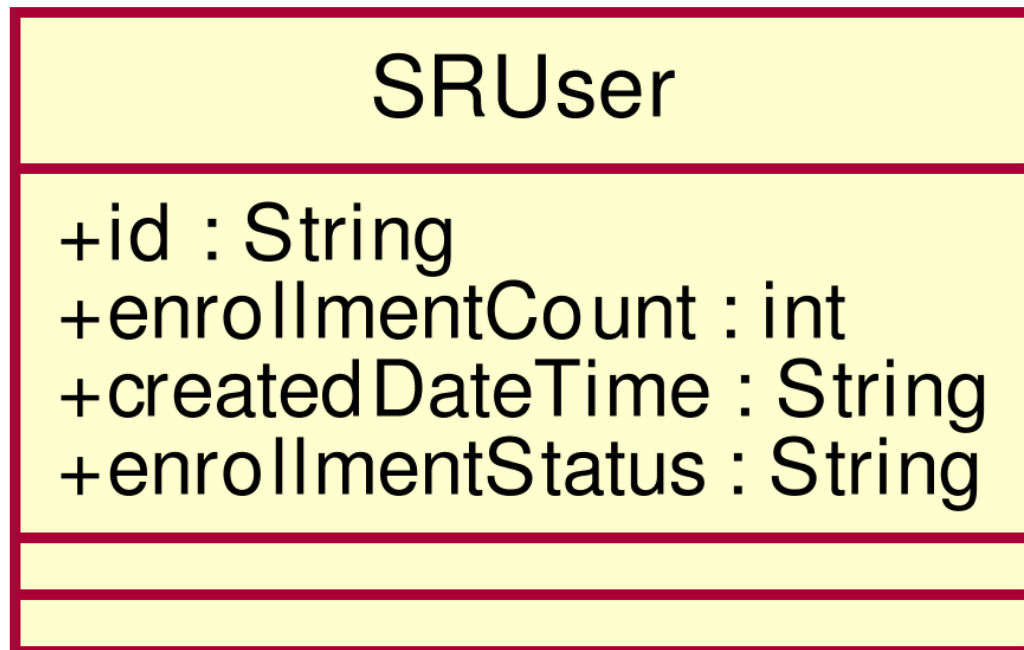 SRUser
+id : String
+enrollmentCount : int
+createdDateTime : String
+enrollmentStatus : String